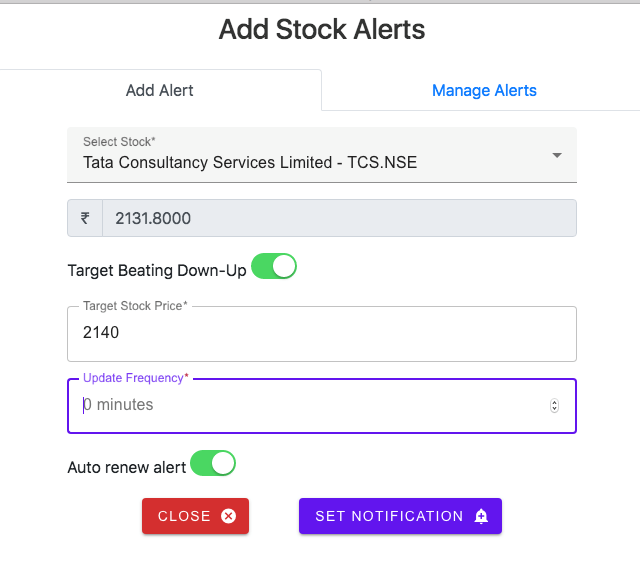 Add Stock Alerts
Add Alert
Manage Alerts
Select Stock*
Tata Consultancy Services Limited - TCS.NSE
₹ 2131.8000
Target Beating Down-Up
Target Stock Price*
2140
Update Frequency*
0 minutes
Auto renew alert
CLOSE
SET NOTIFICATION